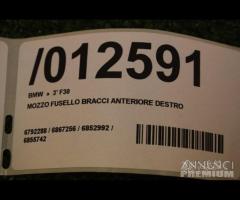 /012591
BMW » 3' F30
MOZZO FUSELLO BRACCI ANTERIORE DESTRO
6792288 / 6867256 / 6852992 /
6855742
ANNUNCI
PREMIUM